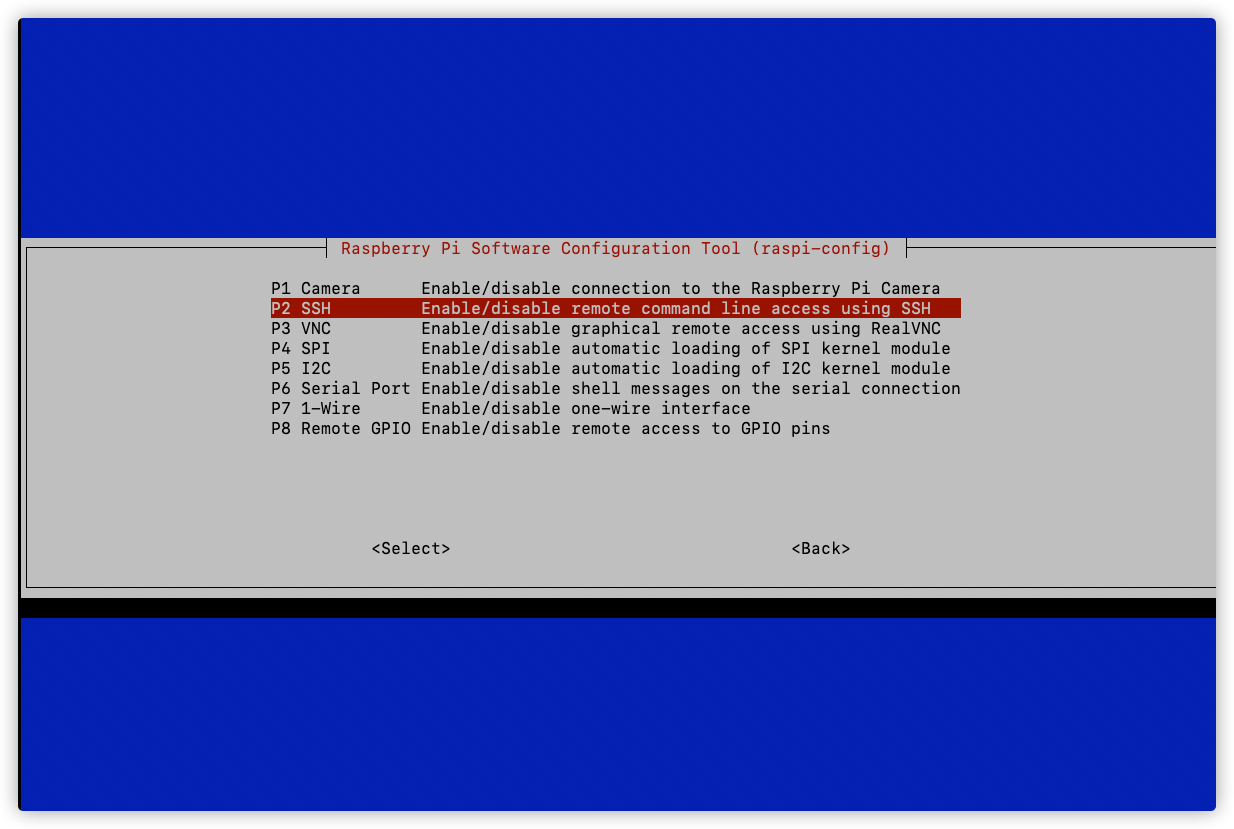 Raspberry Pi Software Configuration Tool (raspi-config)
P1 Camera      Enable/disable connection to the Raspberry Pi Camera
P2 SSH         Enable/disable remote command line access using SSH
P3 VNC         Enable/disable graphical remote access using RealVNC
P4 SPI         Enable/disable automatic loading of SPI kernel module
P5 I2C         Enable/disable automatic loading of I2C kernel module
P6 Serial Port Enable/disable shell messages on the serial connection
P7 1-Wire      Enable/disable one-wire interface
P8 Remote GPIO Enable/disable remote access to GPIO pins
<Select>                                  <Back>